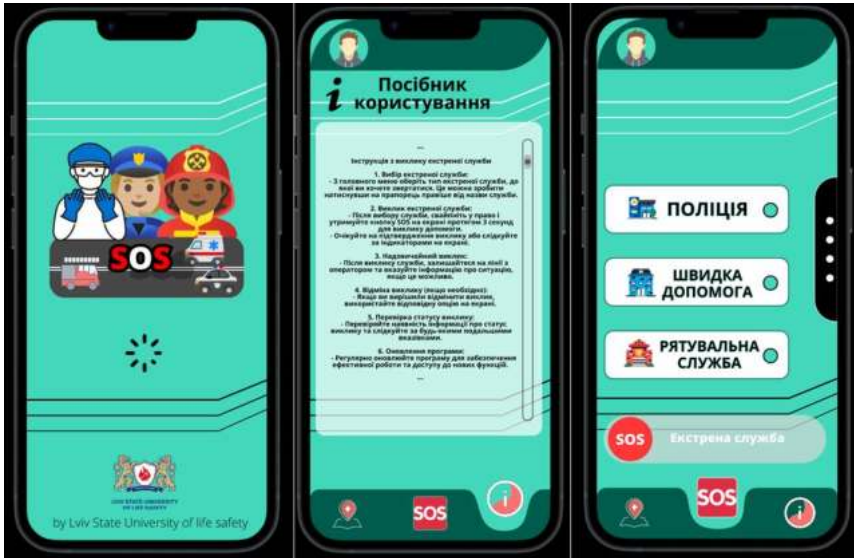 SOS
LVIV STATE UNIVERSITY
OF LIFE SAFETY
by Lviv State University of life safety
i Посібник
користування
---
Інструкція з виклику екстреної служби
1. Вибір екстреної служби:
- З головного меню оберіть тип екстреної служби, до
якої ви хочете звертатися. Це можна зробити
натиснувши на прапорець правіше від назви служби.
2. Виклик екстреної служби:
- Після вибору служби, свайпніть у право і
утримуйте кнопку SOS на екрані протягом 3 секунд
для виклику допомоги.
- Очікуйте на підтвердження виклику або слідкуйте
за індикаторами на екрані.
3. Надзвичайний виклик:
- Після виклику служби, залишайтеся на лінії з
оператором та вказуйте інформацію про ситуацію,
якщо це можливо.
4. Відміна виклику (якщо необхідно):
- Якщо ви вирішили відмінити виклик,
використайте відповідну опцію на екрані.
5. Перевірка статусу виклику:
- Перевіряйте наявність інформації про статус
виклику та слідкуйте за будь-якими подальшими
вказівками.
6. Оновлення програми:
- Регулярно оновлюйте програму для забезпечення
ефективної роботи та доступу до нових функцій.
---
SOS
i
ПОЛІЦІЯ
ШВИДКА
ДОПОМОГА
РЯТУВАЛЬНА
СЛУЖБА
SOS Екстрена служба
SOS
i